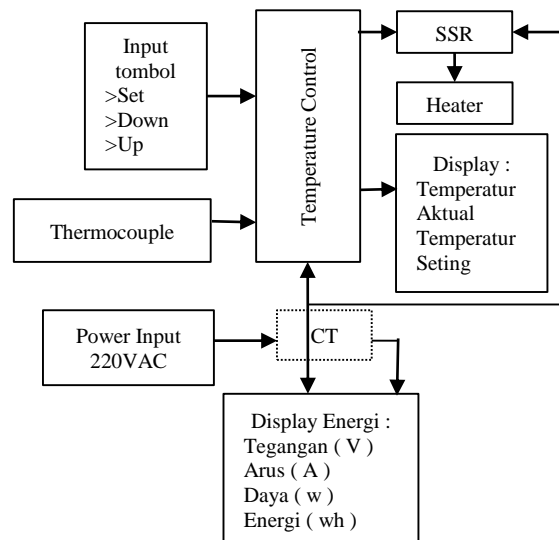 Input
tombol
>Set
>Down
>Up
Temperature Control
SSR
Heater
Display :
Temperatur
Aktual
Temperatur
Seting
Thermocouple
Power Input
220VAC
CT
Display Energi :
Tegangan ( V )
Arus ( A )
Daya ( w )
Energi ( wh )